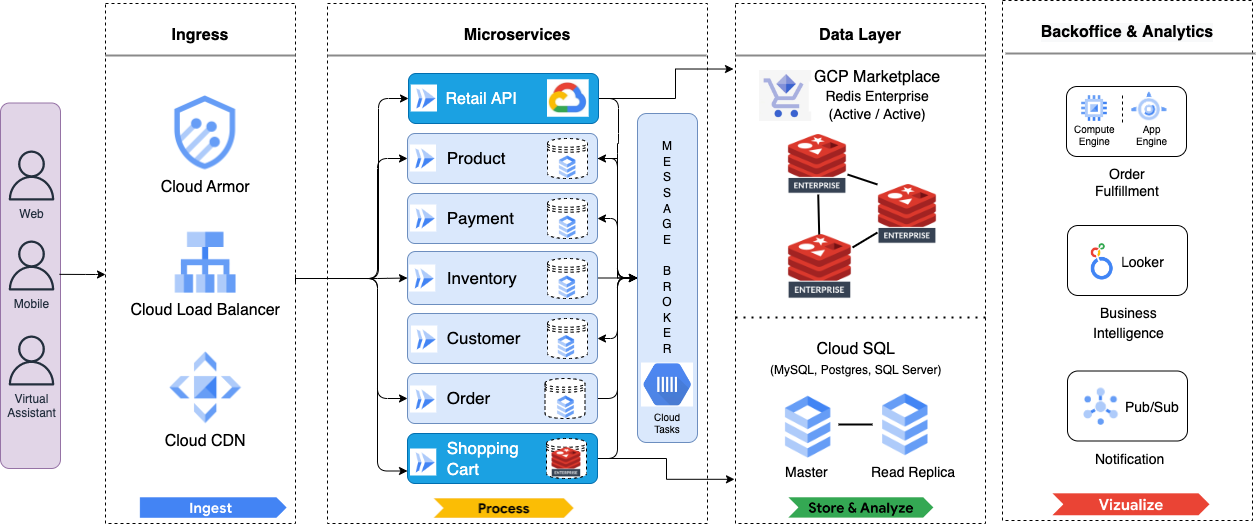 Ingress
Microservices
Data Layer
Backoffice & Analytics
Web
Mobile
Virtual
Assistant
Cloud Armor
Cloud Load Balancer
Cloud CDN
Ingest
Retail API
Product
Payment
Inventory
Customer
Order
Shopping
Cart
ENTERPRISE
MESSAGE BROKER
Cloud
Tasks
Process
GCP Marketplace
Redis Enterprise
(Active / Active)
ENTERPRISE
ENTERPRISE
ENTERPRISE
Cloud SQL
(MySQL, Postgres, SQL Server)
Master
Read Replica
Store & Analyze
Compute
Engine
App
Engine
Order
Fulfillment
Looker
Business
Intelligence
Pub/Sub
Notification
Vizualize